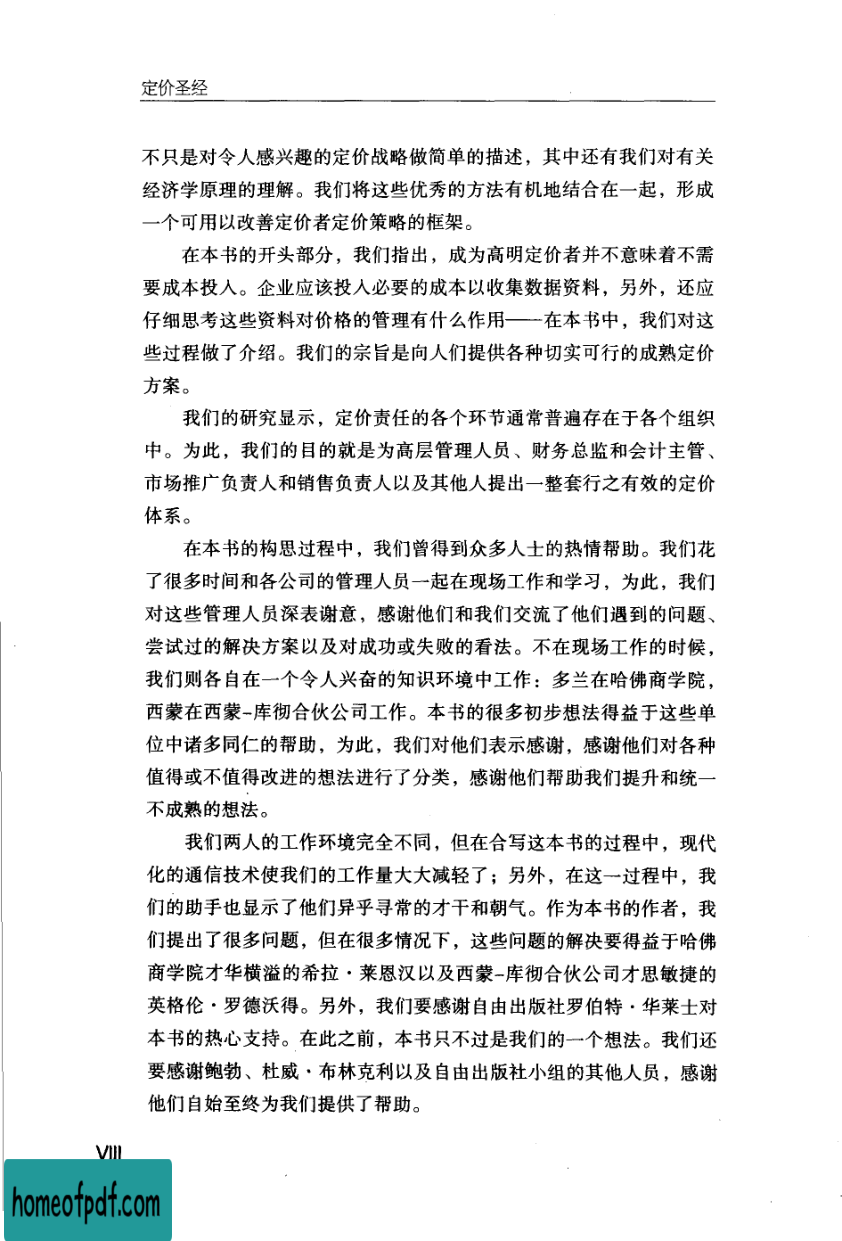 定价圣经
不只是对令人感兴趣的定价战略做简单的描述，其中还有我们对有关
经济学原理的理解。我们将这些优秀的方法有机地结合在一起，形成
一个可用以改善定价者定价策略的框架。
在本书的开头部分，我们指出，成为高明定价者并不意味着不需
要成本投入。企业应该投入必要的成本以收集数据资料，另外，还应
仔细思考这些资料对价格的管理有什么作用——在本书中，我们对这
些过程做了介绍。我们的宗旨是向人们提供各种切实可行的成熟定价
方案。
我们的研究显示，定价责任的各个环节通常普遍存在于各个组织
中。为此，我们的目的就是为高层管理人员、财务总监和会计主管、
市场推广负责人和销售负责人以及其他人提出一整套行之有效的定价
体系。
在本书的构思过程中，我们曾得到众多人士的热情帮助。我们花
了很多时间和各公司的管理人员一起在现场工作和学习，为此，我们
对这些管理人员深表谢意，感谢他们和我们交流了他们遇到的问题、
尝试过的解决方案以及对成功或失败的看法。不在现场工作的时候，
我们则各自在一个令人兴奋的知识环境中工作：多兰在哈佛商学院，
西蒙在西蒙-库彻合伙公司工作。本书的很多初步想法得益于这些单
位中诸多同仁的帮助，为此，我们对他们表示感谢，感谢他们对各种
值得或不值得改进的想法进行了分类，感谢他们帮助我们提升和统一
不成熟的想法。
我们两人的工作环境完全不同，但在合写这本书的过程中，现代
化的通信技术使我们的工作量大大减轻了；另外，在这一过程中，我
们的助手也显示了他们异乎寻常的才干和朝气。作为本书的作者，我
们提出了很多问题，但在很多情况下，这些问题的解决要得益于哈佛
商学院才华横溢的希拉·莱恩汉以及西蒙-库彻合伙公司才思敏捷的
英格伦·罗德沃得。另外，我们要感谢自由出版社罗伯特·华莱士对
本书的热心支持。在此之前，本书只不过是我们的一个想法。我们还
要感谢鲍勃、杜威·布林克利以及自由出版社小组的其他人员，感谢
他们自始至终为我们提供了帮助。
VIII
homeofpdf.com